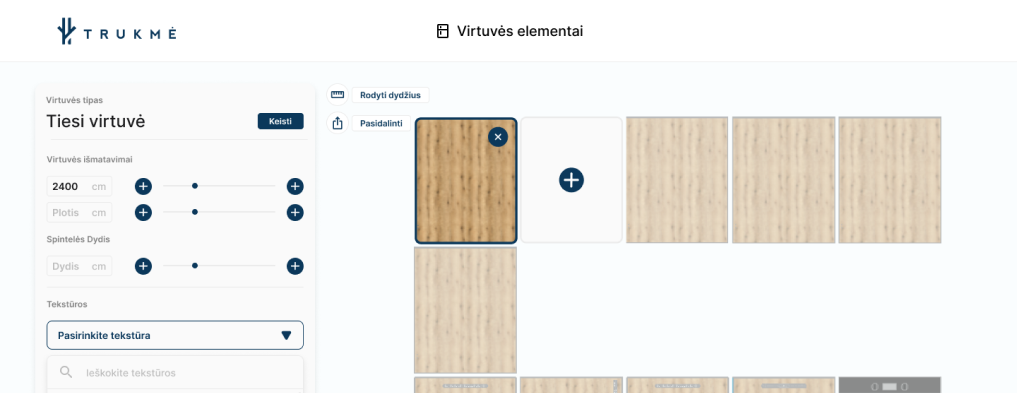 TRUKMĖ
Virtuvės elementai
Virtuvės tipas
Tiesi virtuvė
Keisti
Rodyti dydžius
Pasidalinti
Virtuvės išmatavimai
2400 cm
Plotis cm
Spintelės Dydis
Dydis cm
Tekstūros
Pasirinkite tekstūra
Ieškokite tekstūros